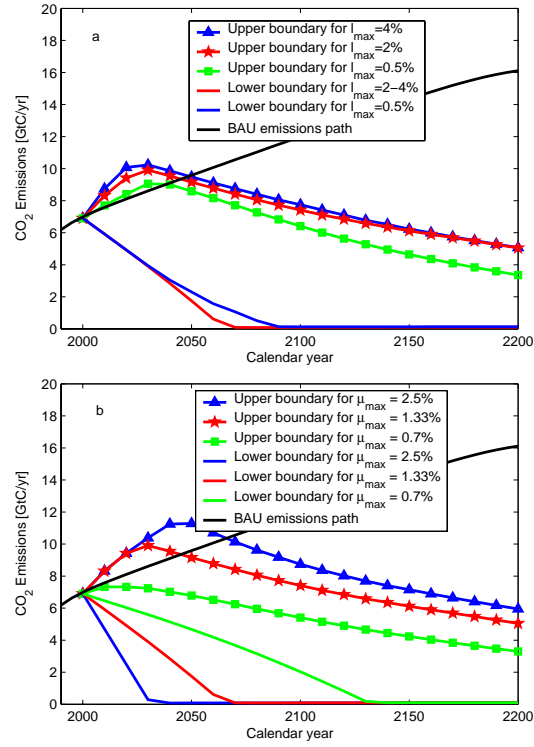 20
18
16
14
12
10
8
6
4
2
0
CO2 Emissions [GtC/yr]
a
Upper boundary for lmax=4%
Upper boundary for lmax=2%
Upper boundary for lmax=0.5%
Lower boundary for lmax=2−4%
Lower boundary for lmax=0.5%
BAU emissions path
2000 2050 2100 2150 2200
Calendar year
20
18
16
14
12
10
8
6
4
2
0
CO2 Emissions [GtC/yr]
b
Upper boundary for μmax = 2.5%
Upper boundary for μmax = 1.33%
Upper boundary for μmax = 0.7%
Lower boundary for μmax = 2.5%
Lower boundary for μmax = 1.33%
Lower boundary for μmax = 0.7%
BAU emissions path
2000 2050 2100 2150 2200
Calendar year